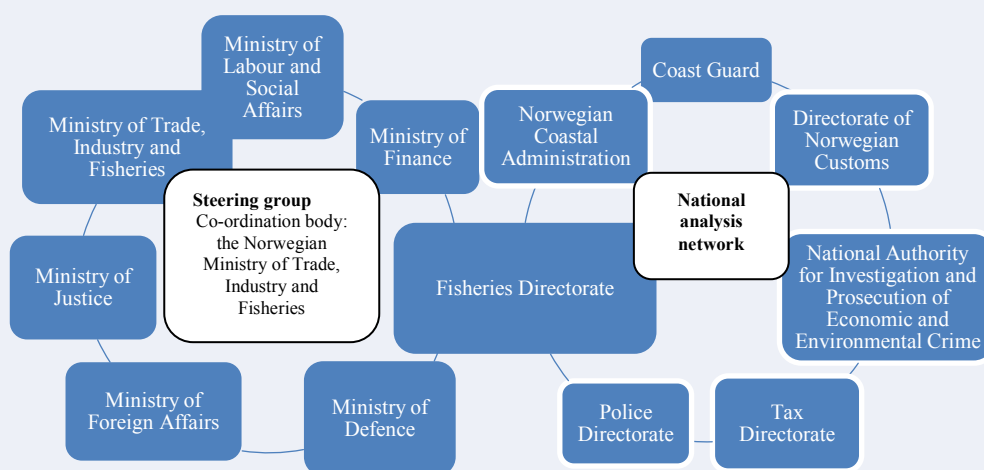 Ministry of
Labour and
Social
Affairs
Coast Guard
Ministry of Trade,
Industry and
Fisheries
Ministry of
Finance
Norwegian
Coastal
Administration
Directorate of
Norwegian
Customs
Steering group
Co-ordination body:
the Norwegian
Ministry of Trade,
Industry and
Fisheries
National
analysis
network
Ministry of
Justice
Fisheries Directorate
National Authority
for Investigation and
Prosecution of
Economic and
Environmental Crime
Ministry of
Foreign Affairs
Ministry of
Defence
Police
Directorate
Tax
Directorate